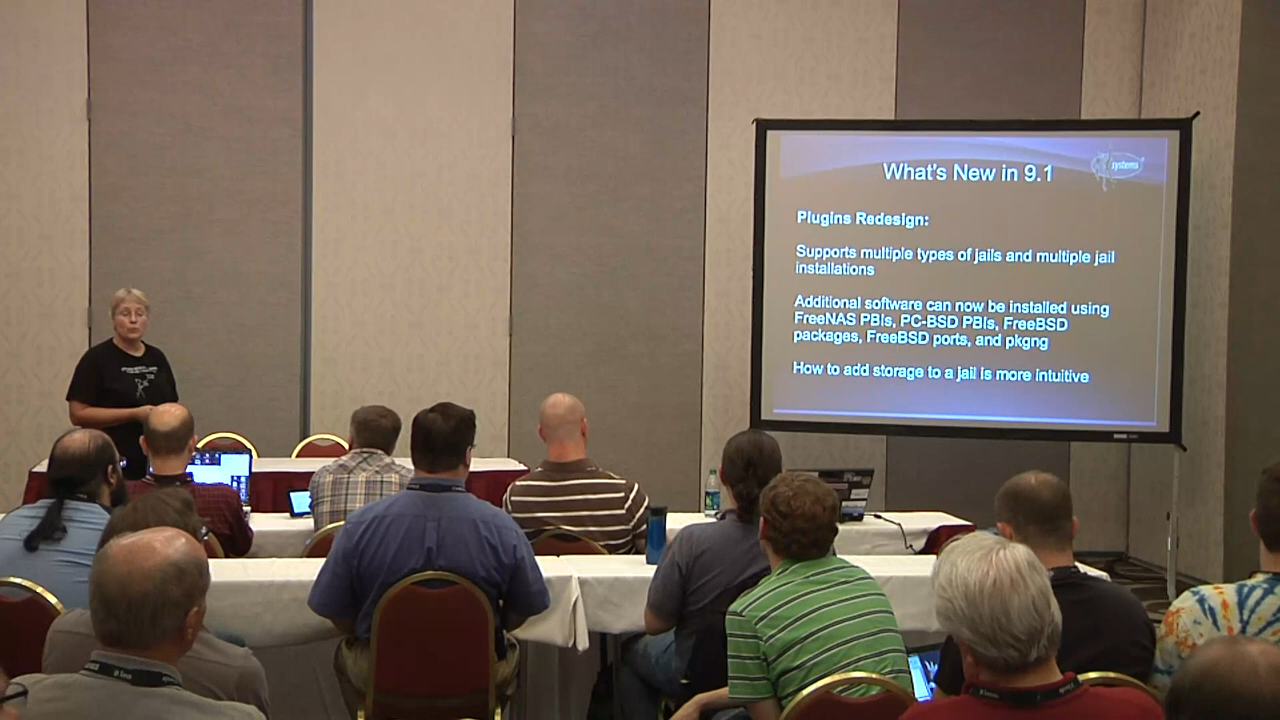 What's New in 9.1
systems
Plugins Redesign:
Supports multiple types of jails and multiple jail
installations
Additional software can now be installed using
FreeNAS PBIs, PC-BSD PBIs, FreeBSD
packages, FreeBSD ports, and pkgng
How to add storage to a jail is more intuitive